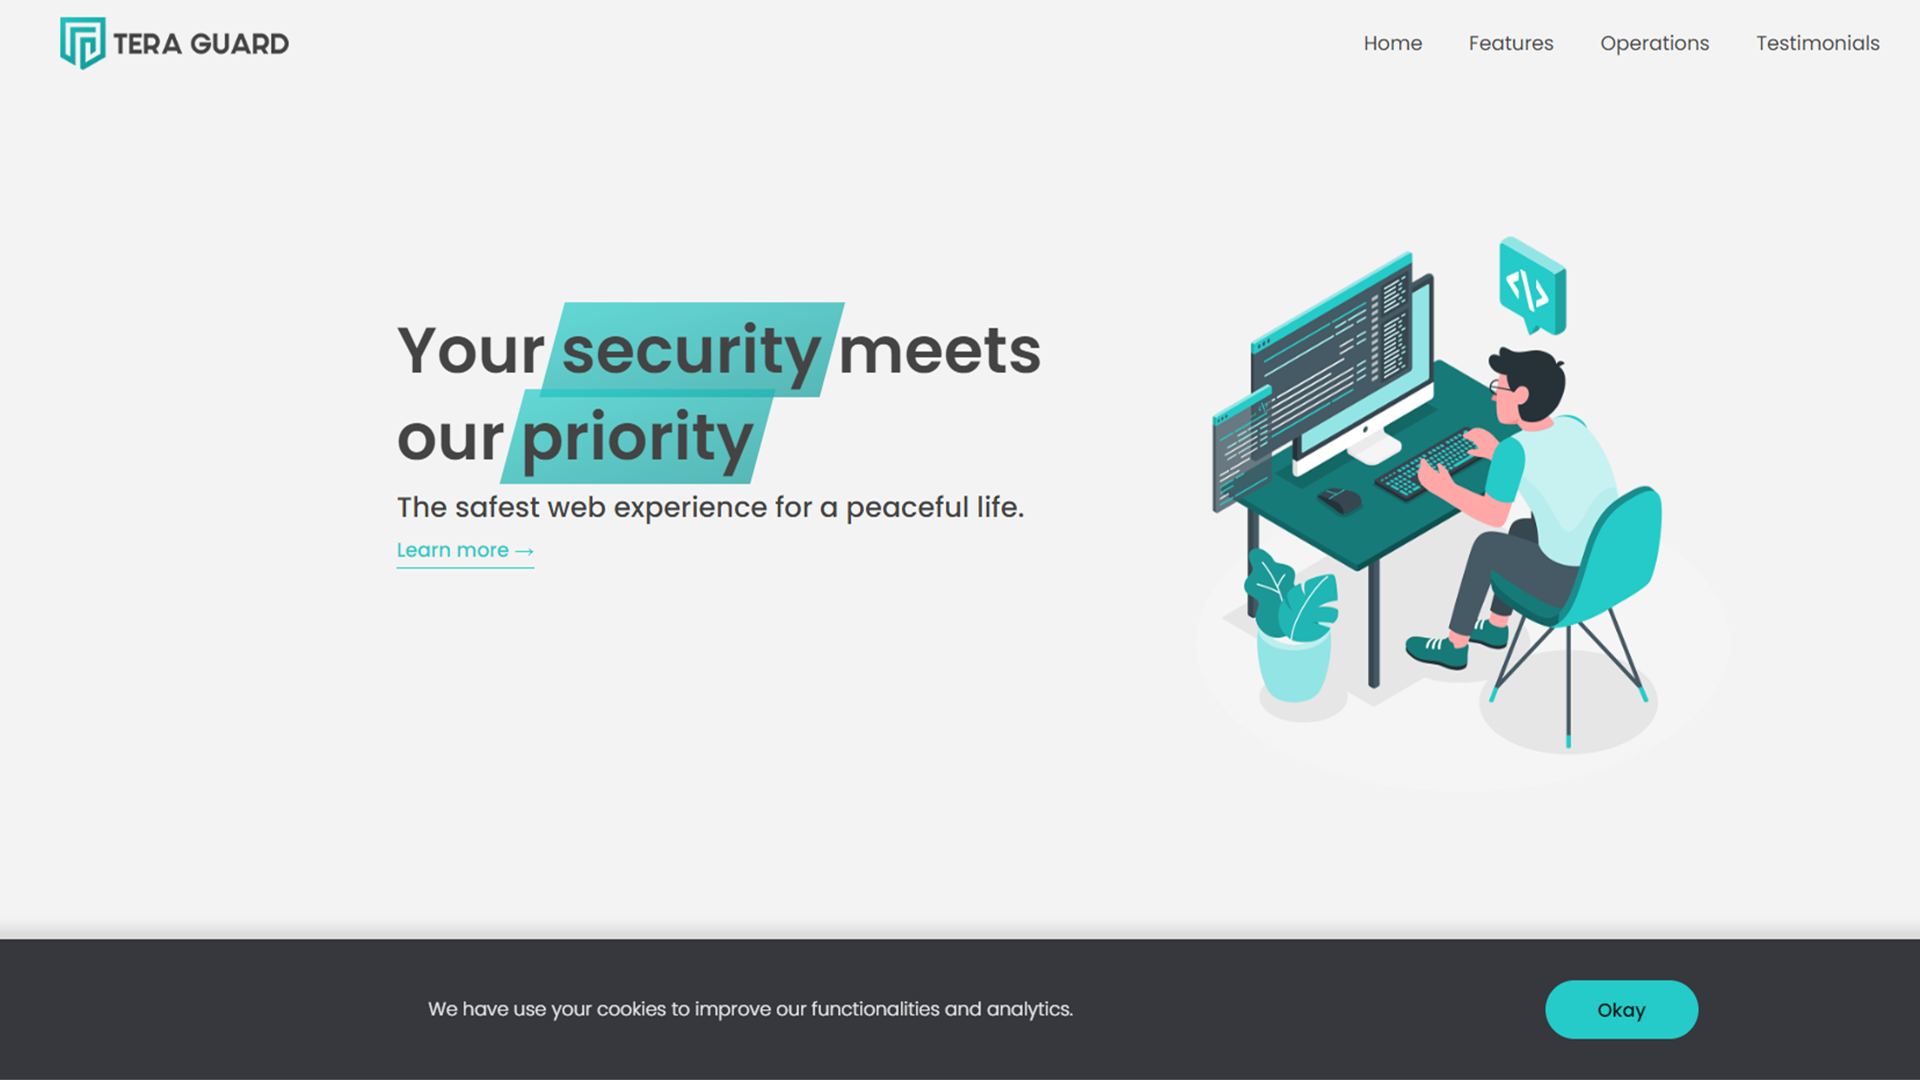 TERA GUARD
Home
Features
Operations
Testimonials
Your security meets
our priority
The safest web experience for a peaceful life.
Learn more →
</>
We have use your cookies to improve our functionalities and analytics.
Okay